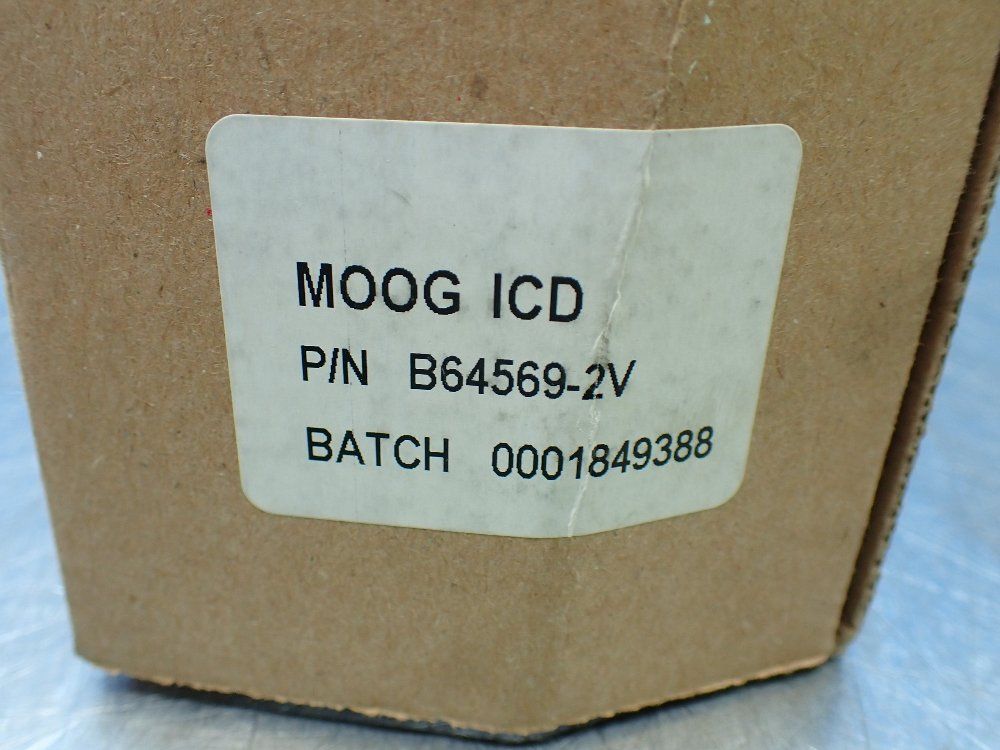 MOOG ICD
P/N B64569-2V
BATCH 0001849388